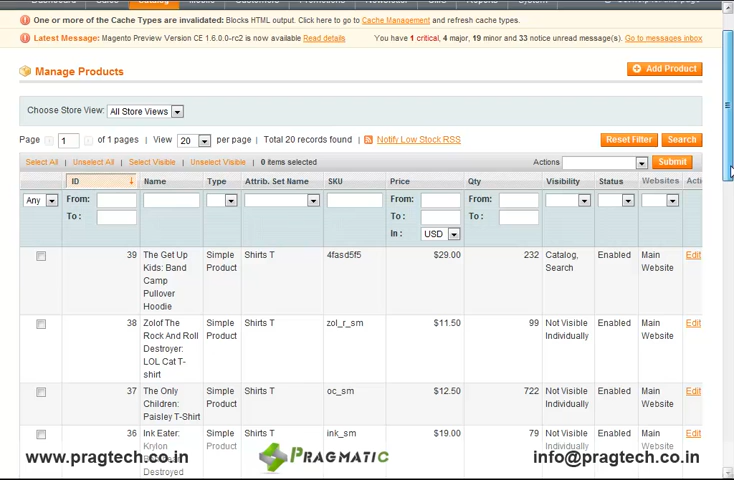 Catalog
One or more of the Cache Types are invalidated: Blocks HTML output. Click here to go to Cache Management and refresh cache types.
Latest Message: Magento Preview Version CE 1.6.0.0-rc2 is now available Read details You have 1 critical, 4 major, 19 minor and 33 notice unread message(s). Go to messages inbox
Manage Products Add Product
Choose Store View: All Store Views
Page 1 of 1 pages | View 20 per page | Total 20 records found | Notify Low Stock RSS Reset Filter Search
Select All | Unselect All | Select Visible | Unselect Visible | 0 items selected Actions Submit
ID Name Type Attrib. Set Name SKU Price Qty Visibility Status Websites Acti
Any From: From: From:
To : To : To :
In : USD
39 The Get Up Kids: Band Camp Pullover Hoodie Simple Product Shirts T 4fasd5f5 $29.00 232 Catalog, Search Enabled Main Website Edit
38 Zolof The Rock And Roll Destroyer: LOL Cat T-shirt Simple Product Shirts T zol_r_sm $11.50 99 Not Visible Individually Enabled Main Website Edit
37 The Only Children: Paisley T-Shirt Simple Product Shirts T oc_sm $12.50 722 Not Visible Individually Enabled Main Website Edit
36 Ink Eater: Krylon Destroyed Simple Product Shirts T ink_sm $19.00 79 Not Visible Individually Enabled Main Website Edit
www.pragtech.co.in PRAGMATIC info@pragtech.co.in